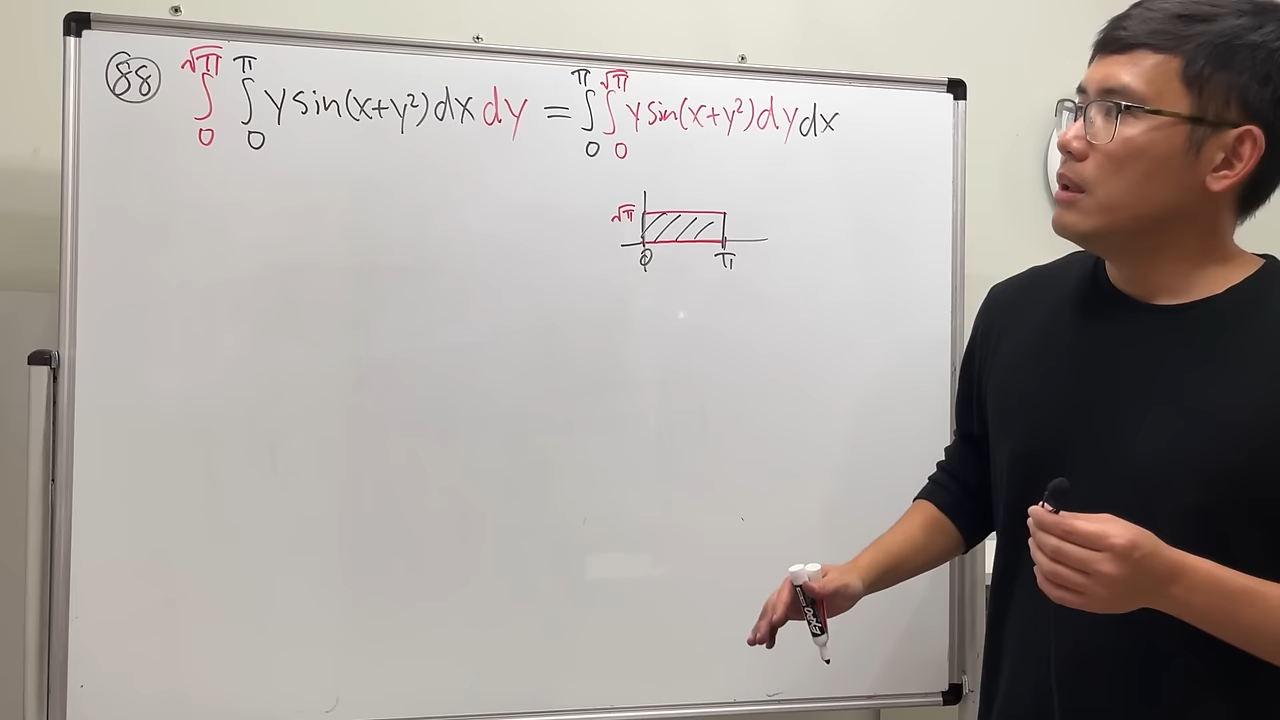 88 ∫₀^√π ∫₀^π y sin(x+y²) dx dy = ∫₀^π ∫₀^√π y sin(x+y²) dy dx
√π
0 π
EXPO